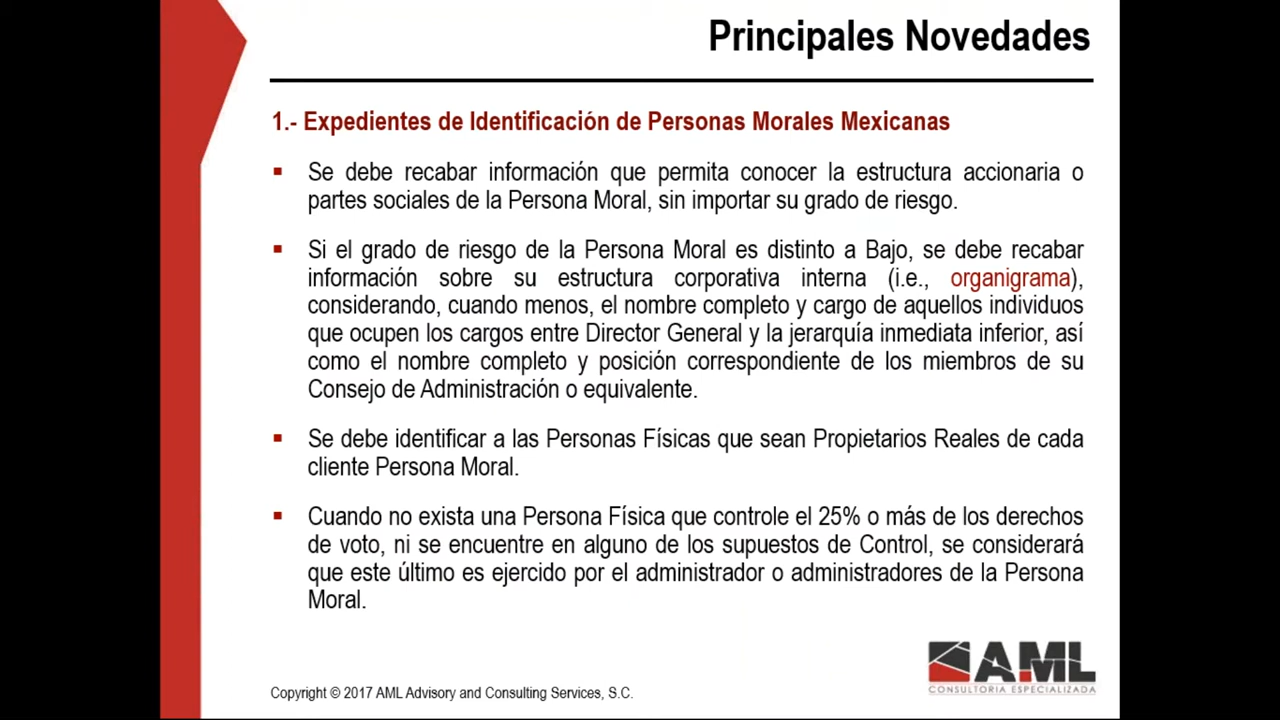 Principales Novedades
1.- Expedientes de Identificación de Personas Morales Mexicanas
▪ Se debe recabar información que permita conocer la estructura accionaria o
partes sociales de la Persona Moral, sin importar su grado de riesgo.
▪ Si el grado de riesgo de la Persona Moral es distinto a Bajo, se debe recabar
información sobre su estructura corporativa interna (i.e., organigrama),
considerando, cuando menos, el nombre completo y cargo de aquellos individuos
que ocupen los cargos entre Director General y la jerarquía inmediata inferior, así
como el nombre completo y posición correspondiente de los miembros de su
Consejo de Administración o equivalente.
▪ Se debe identificar a las Personas Físicas que sean Propietarios Reales de cada
cliente Persona Moral.
▪ Cuando no exista una Persona Física que controle el 25% o más de los derechos
de voto, ni se encuentre en alguno de los supuestos de Control, se considerará
que este último es ejercido por el administrador o administradores de la Persona
Moral.
AML
CONSULTORIA ESPECIALIZADA
Copyright © 2017 AML Advisory and Consulting Services, S.C.